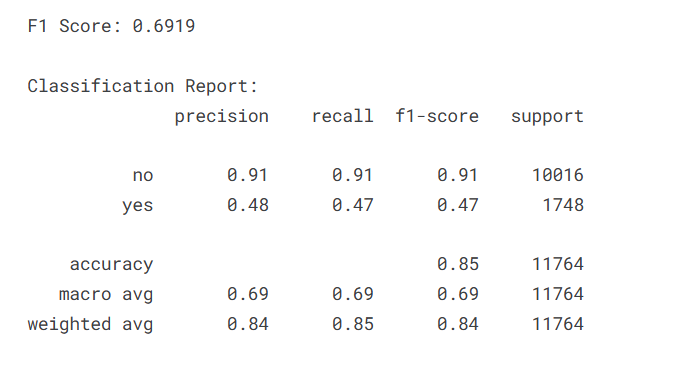 F1 Score: 0.6919
Classification Report:
precision recall f1-score support
no 0.91 0.91 0.91 10016
yes 0.48 0.47 0.47 1748
accuracy 0.85 11764
macro avg 0.69 0.69 0.69 11764
weighted avg 0.84 0.85 0.84 11764